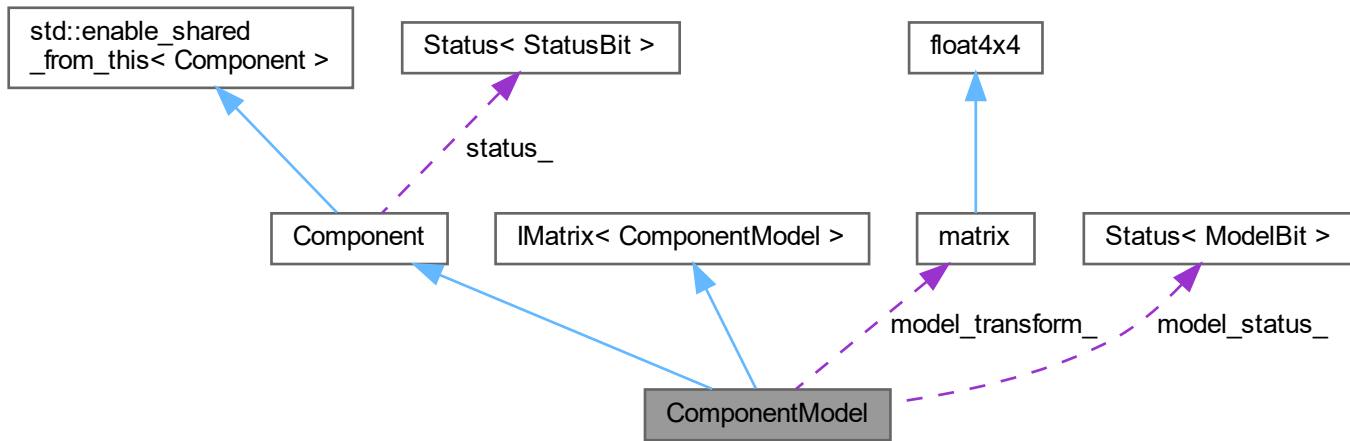 std::enable_shared
_from_this< Component >
Status< StatusBit >
float4x4
status_
Component
IMatrix< ComponentModel >
matrix
Status< ModelBit >
model_transform_
model_status_
ComponentModel